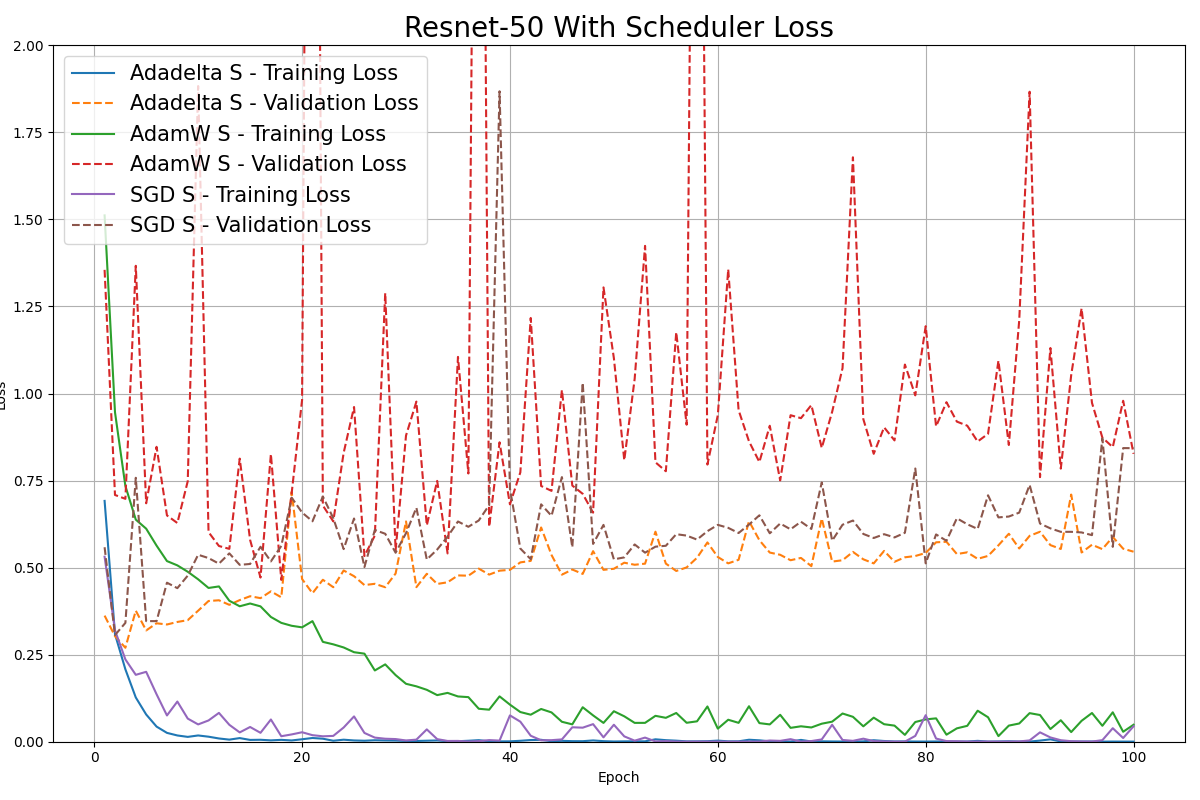 Resnet-50 With Scheduler Loss
2.00
1.75
1.50
1.25
1.00
0.75
0.50
0.25
0.00
Loss
Adadelta S - Training Loss
Adadelta S - Validation Loss
AdamW S - Training Loss
AdamW S - Validation Loss
SGD S - Training Loss
SGD S - Validation Loss
0 20 40 60 80 100
Epoch